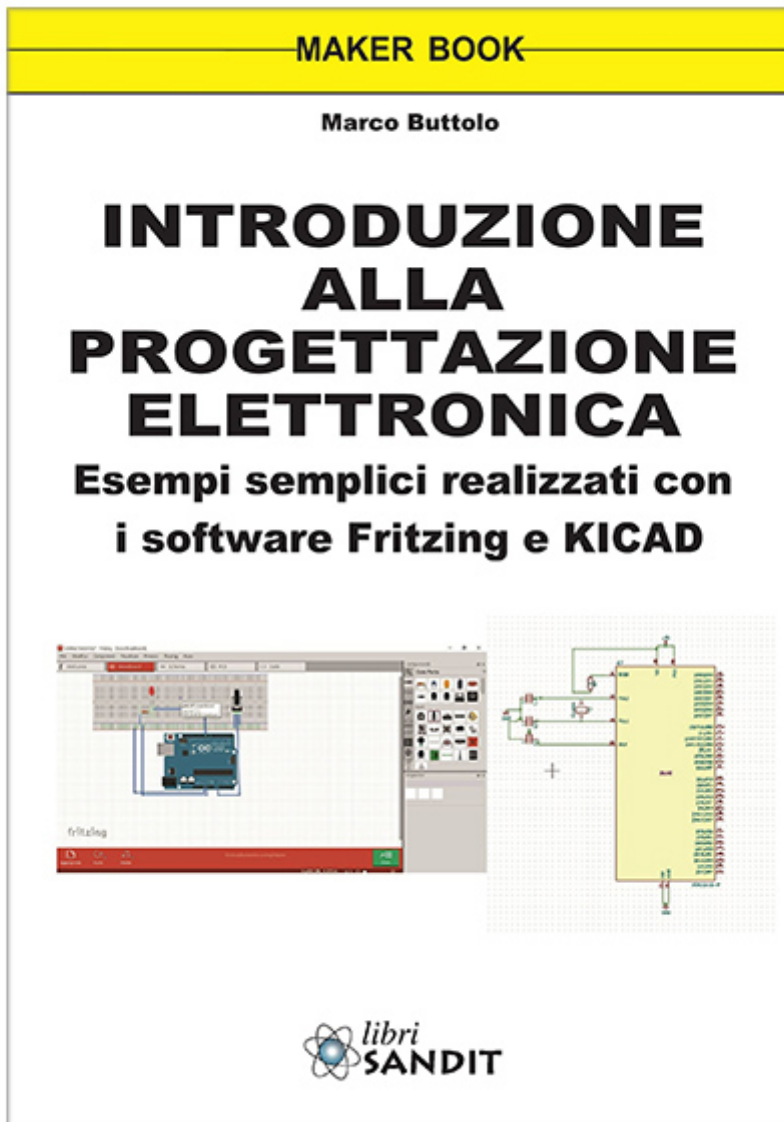 MAKER BOOK
Marco Buttolo
INTRODUZIONE
ALLA
PROGETTAZIONE
ELETTRONICA
Esempi semplici realizzati con
i software Fritzing e KICAD
fritzing
libri
SANDIT